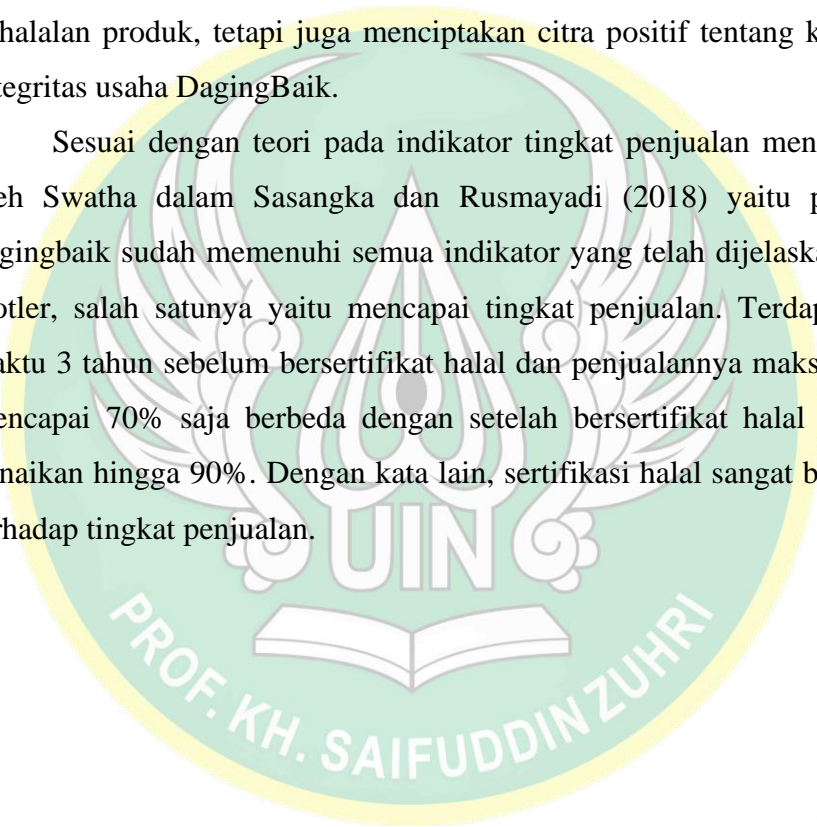 halalan produk, tetapi juga menciptakan citra positif tentang
tegritas usaha DagingBaik.
Sesuai dengan teori pada indikator tingkat penjualan men
eh Swatha dalam Sasangka dan Rusmayadi (2018) yaitu p
gingbaik sudah memenuhi semua indikator yang telah dijelaska
otler, salah satunya yaitu mencapai tingkat penjualan. Terdap
aktu 3 tahun sebelum bersertifikat halal dan penjualannya maks
encapai 70% saja berbeda dengan setelah bersertifikat halal
naikan hingga 90%. Dengan kata lain, sertifikasi halal sangat b
rhadap tingkat penjualan.
UIN
PROF. KH. SAIFUDDIN ZUHRI